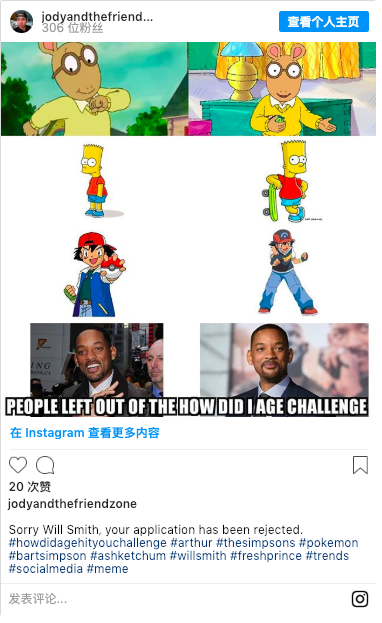 jodyandthefriend...
306 位粉丝
查看个人主页
PEOPLE LEFT OUT OF THE HOW DID I AGE CHALLENGE
在 Instagram 查看更多内容
20 次赞
jodyandthefriendzone
Sorry Will Smith, your application has been rejected.
#howdidagehityouchallenge #arthur #thesimpsons #pokemon
#bartsimpson #ashketchum #willsmith #freshprince #trends
#socialmedia #meme
发表评论...